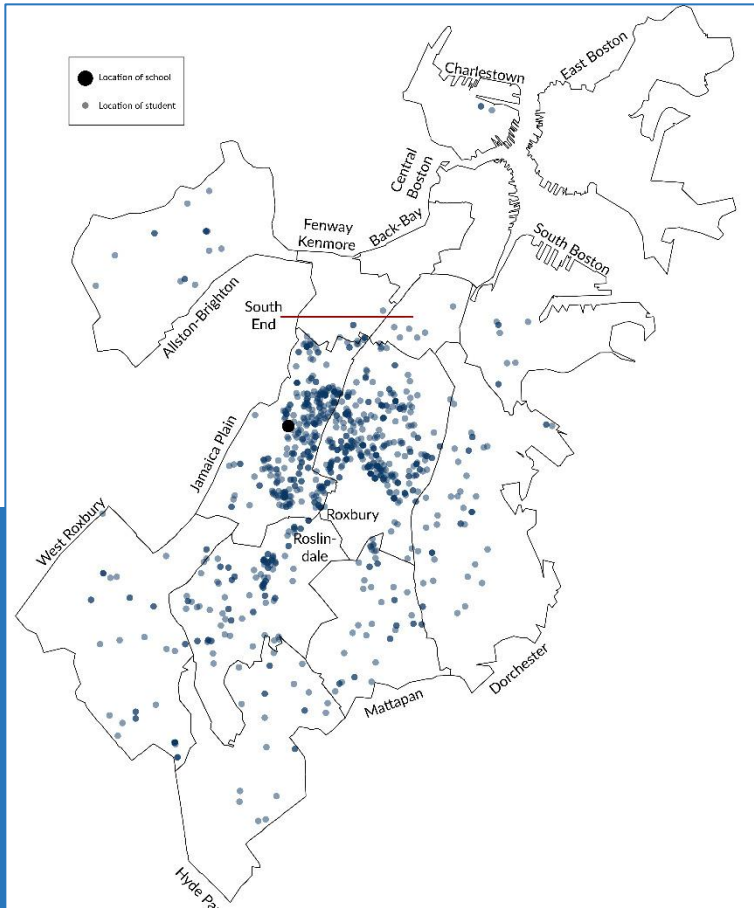 Location of school
Location of student
East Boston
Charlestown
Central
Boston
Fenway
Kenmore
Back-Bay
South Boston
Allston-Brighton
South
End
Jamaica Plain
West Roxbury
Roxbury
Roslin-
dale
Dorchester
Mattapan
Hyde Pa